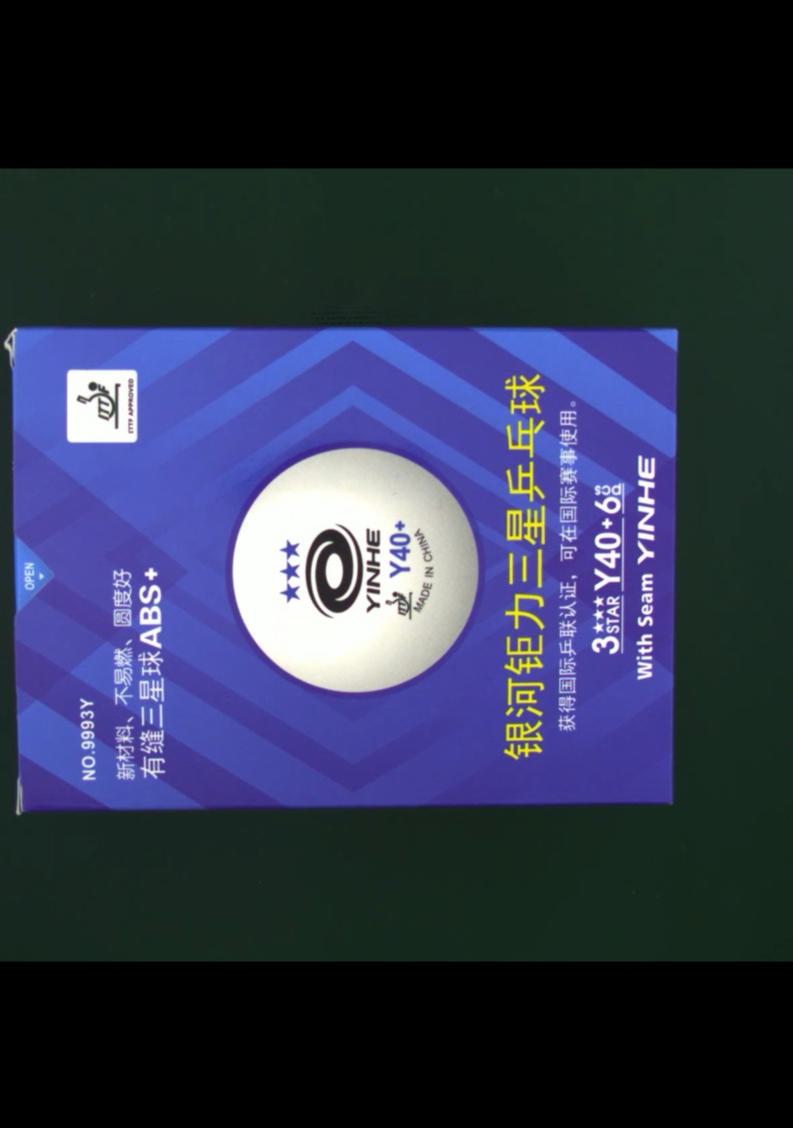 OPEN
ITTF APPROVED
NO.9993Y
新材料、不易燃、圆度好
有缝三星球ABS+
YINHE
ITTF Y40+
MADE IN CHINA
银河钜力三星乒乓球
获得国际乒联认证，可在国际赛事使用。
3 STAR Y40+ 6
With Seam YINHE